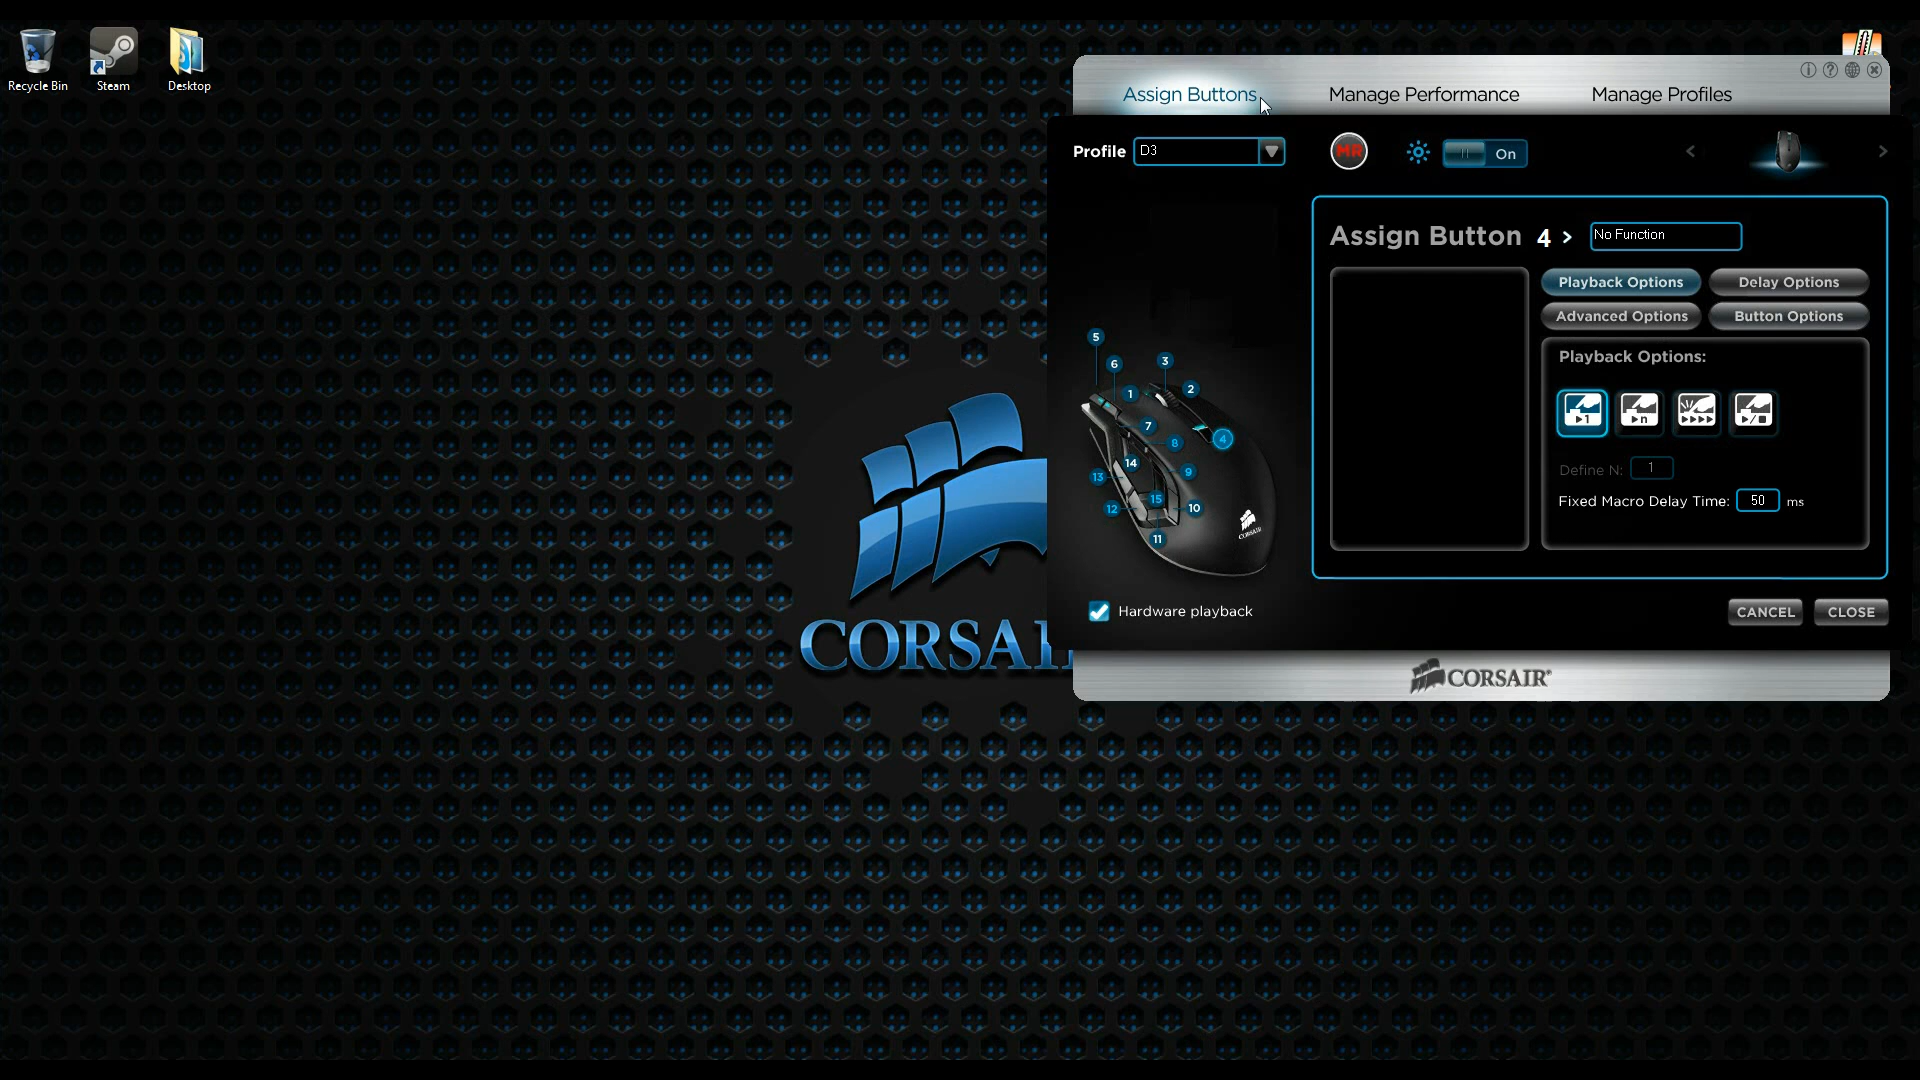 Recycle Bin
Steam
Desktop
Assign Buttons
Manage Performance
Manage Profiles
Profile
D3
MR
On
Assign Button 4 >
No Function
Playback Options
Delay Options
Advanced Options
Button Options
Playback Options:
1
n
Define N: 1
Fixed Macro Delay Time: 50 ms
5
6
3
1
2
7
8
4
14
13
9
15
12
10
11
CORSAIR
Hardware playback
CANCEL
CLOSE
CORSAI
CORSAIR